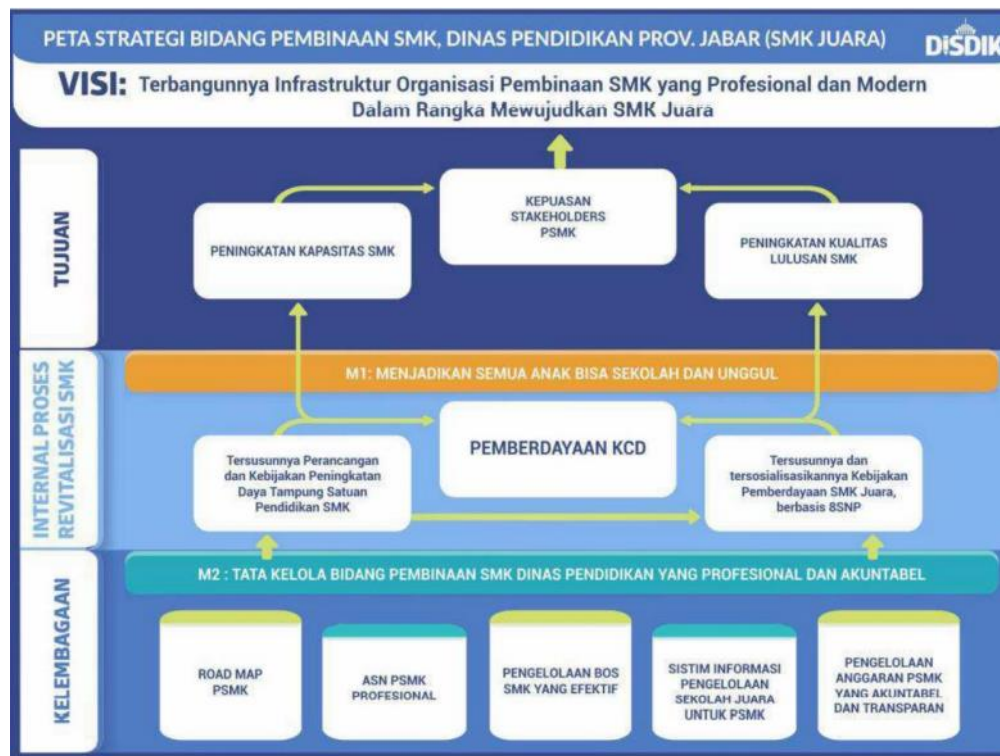 PETA STRATEGI BIDANG PEMBINAAN SMK, DINAS PENDIDIKAN PROV. JABAR (SMK JUARA)
DiSDIK
VISI: Terbangunnya Infrastruktur Organisasi Pembinaan SMK yang Profesional dan Modern
Dalam Rangka Mewujudkan SMK Juara
TUJUAN
PENINGKATAN KAPASITAS SMK
KEPUASAN
STAKEHOLDERS
PSMK
PENINGKATAN KUALITAS
LULUSAN SMK
INTERNAL PROSES
REVITALISASI SMK
M1: MENJADIKAN SEMUA ANAK BISA SEKOLAH DAN UNGGUL
Tersusunnya Perancangan
dan Kebijakan Peningkatan
Daya Tampung Satuan
Pendidikan SMK
PEMBERDAYAAN KCD
Tersusunnya dan
tersosialisasikannya Kebijakan
Pemberdayaan SMK Juara,
berbasis 8SNP
KELEMBAGAAN
M2 : TATA KELOLA BIDANG PEMBINAAN SMK DINAS PENDIDIKAN YANG PROFESIONAL DAN AKUNTABEL
ROAD MAP
PSMK
ASN PSMK
PROFESIONAL
PENGELOLAAN BOS
SMK YANG EFEKTIF
SISTIM INFORMASI
PENGELOLAAN
SEKOLAH JUARA
UNTUK PSMK
PENGELOLAAN
ANGGARAN PSMK
YANG AKUNTABEL
DAN TRANSPARAN